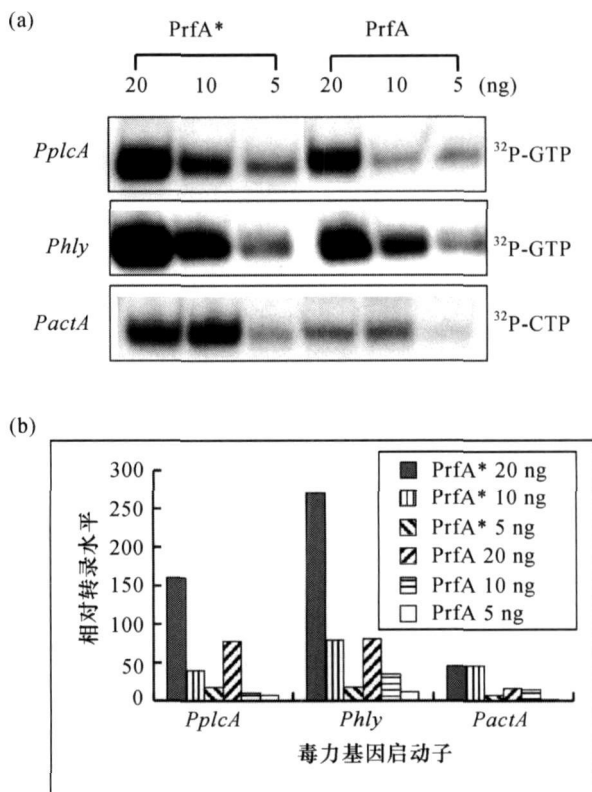 (a)
PrfA* PrfA
20 10 5 20 10 5 (ng)
PplcA ³²P-GTP
Phly ³²P-GTP
PactA ³²P-CTP
(b)
300
250
200
150
100
50
0
相对转录水平
PrfA* 20 ng
PrfA* 10 ng
PrfA* 5 ng
PrfA 20 ng
PrfA 10 ng
PrfA 5 ng
PplcA Phly PactA
毒力基因启动子